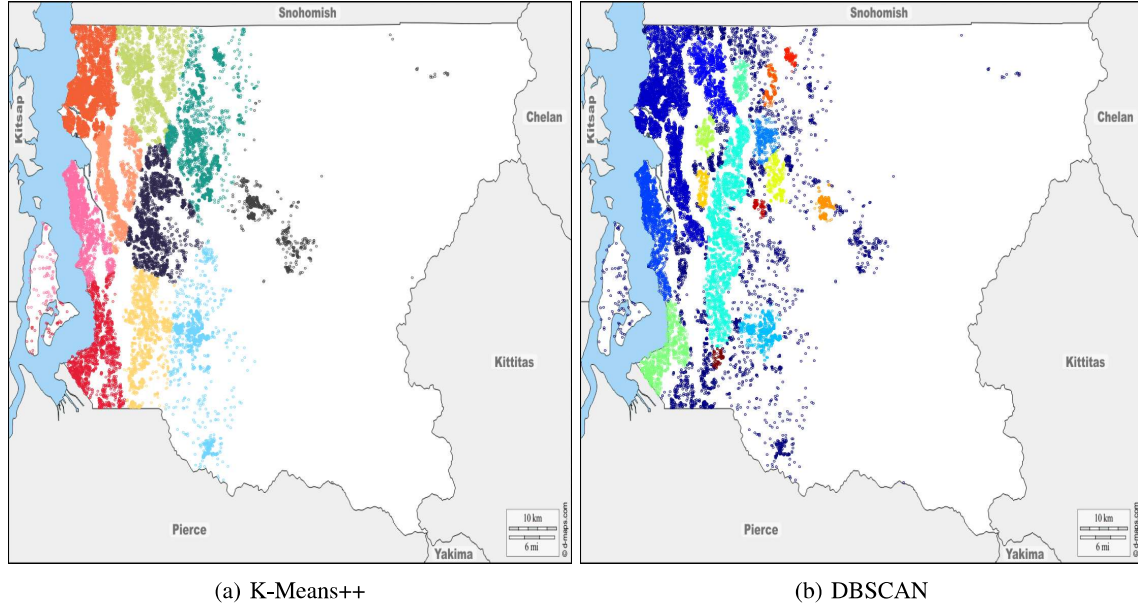 Snohomish
Kitsap
Chelan
Kittitas
Pierce
Yakima
10 km
6 mi
© d-maps.com
(a) K-Means++
Snohomish
Kitsap
Chelan
Kittitas
Pierce
Yakima
10 km
6 mi
© d-maps.com
(b) DBSCAN